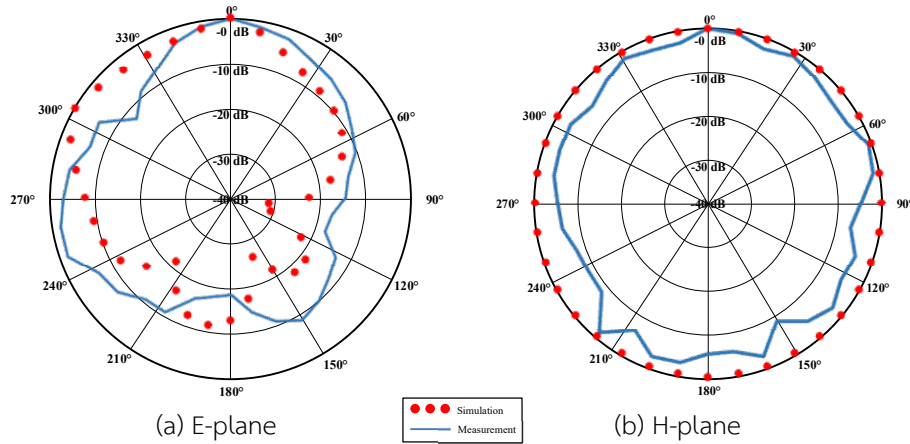 0°
-0 dB
30°
60°
90°
120°
150°
180°
210°
240°
270°
300°
330°
-10 dB
-20 dB
-30 dB
-40 dB
(a) E-plane
0°
-0 dB
30°
60°
90°
120°
150°
180°
210°
240°
270°
300°
330°
-10 dB
-20 dB
-30 dB
-40 dB
(b) H-plane
Simulation
Measurement